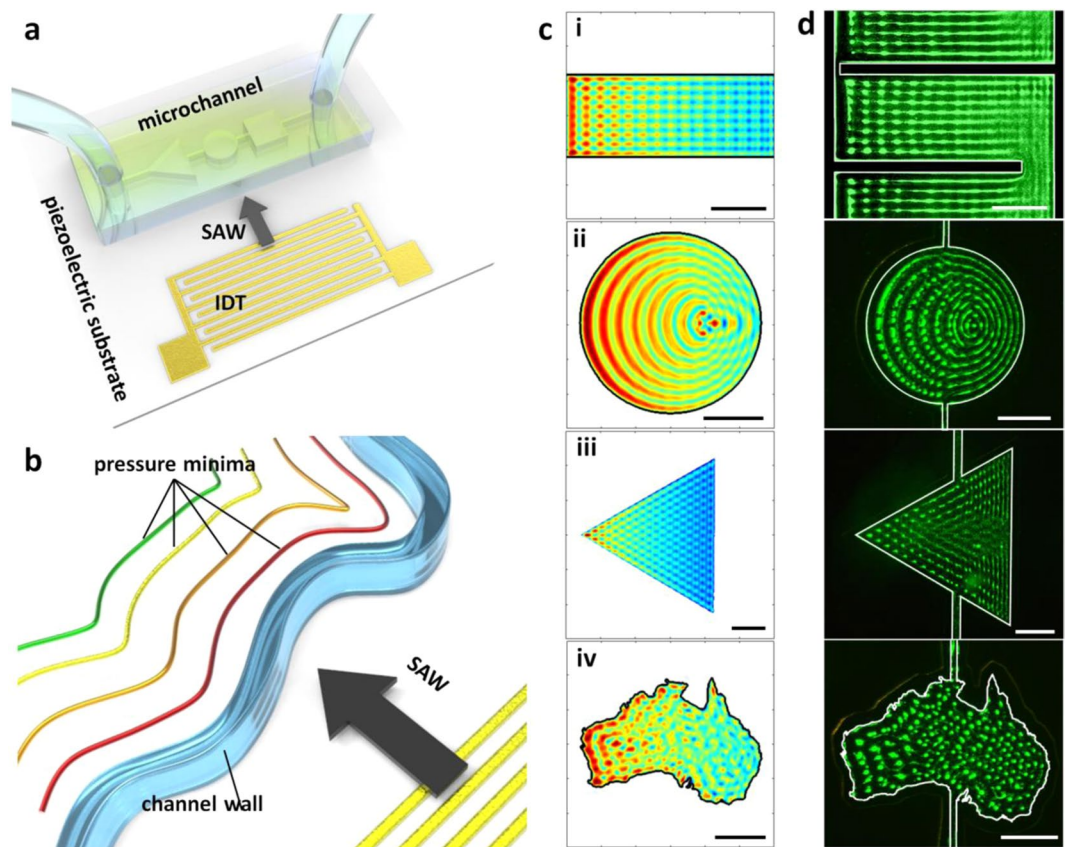 a
microchannel
SAW
IDT
piezoelectric substrate
b
pressure minima
SAW
channel wall
c
i
ii
iii
iv
d